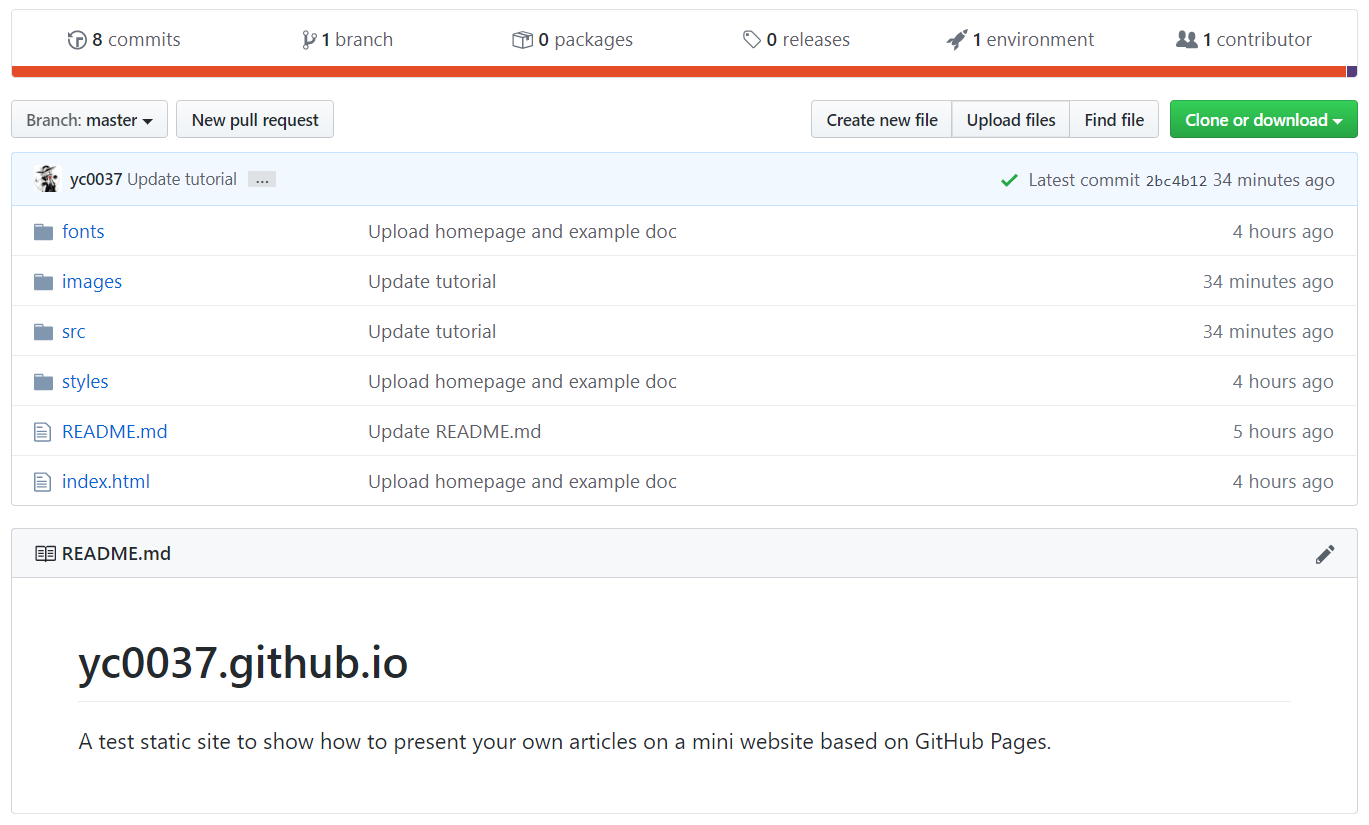 8 commits 1 branch 0 packages 0 releases 1 environment 1 contributor
Branch: master New pull request Create new file Upload files Find file Clone or download
yc0037 Update tutorial ... Latest commit 2bc4b12 34 minutes ago
fonts Upload homepage and example doc 4 hours ago
images Update tutorial 34 minutes ago
src Update tutorial 34 minutes ago
styles Upload homepage and example doc 4 hours ago
README.md Update README.md 5 hours ago
index.html Upload homepage and example doc 4 hours ago
README.md
yc0037.github.io
A test static site to show how to present your own articles on a mini website based on GitHub Pages.